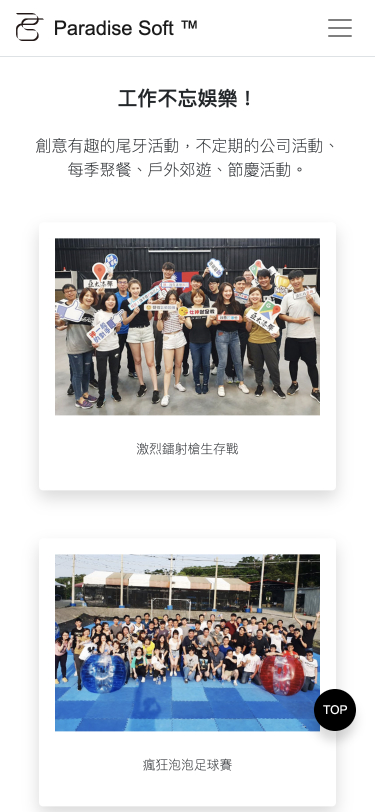 Paradise Soft ™
工作不忘娛樂！
創意有趣的尾牙活動，不定期的公司活動、
每季聚餐、戶外郊遊、節慶活動。
激烈鐳射槍生存戰
TOP
瘋狂泡泡足球賽